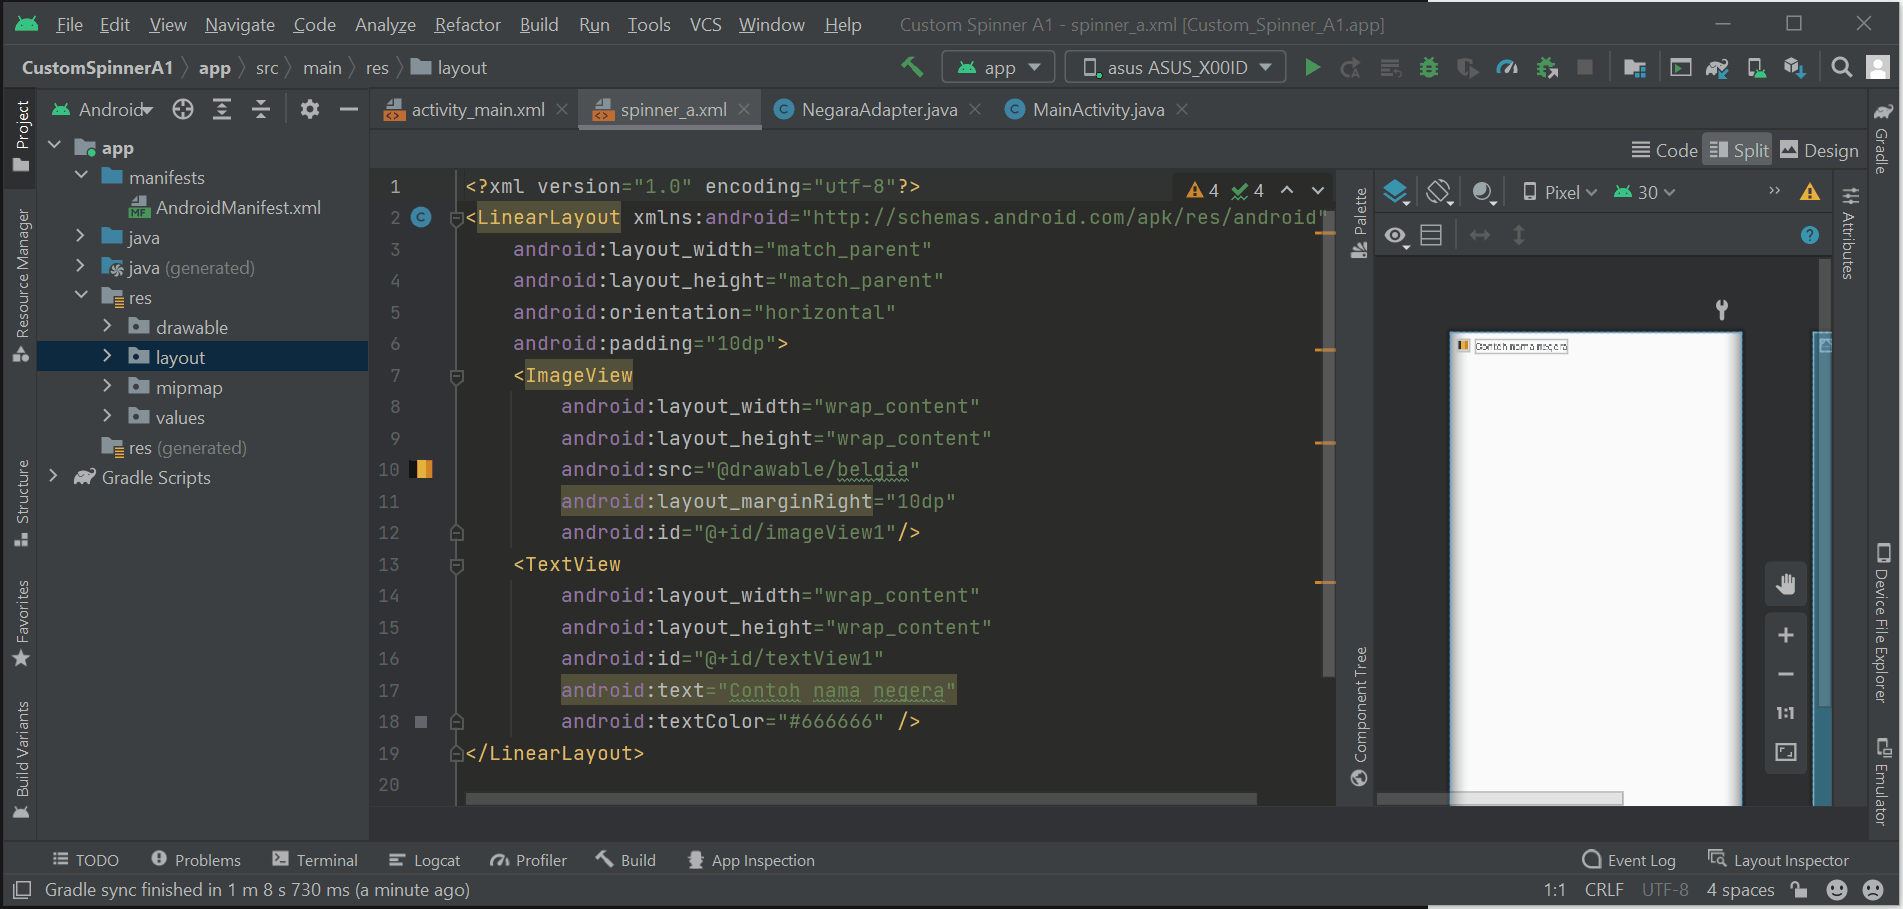 File Edit View Navigate Code Analyze Refactor Build Run Tools VCS Window Help Custom Spinner A1 - spinner_a.xml [Custom_Spinner_A1.app]
CustomSpinnerA1 app src main res layout app asus ASUS_X00ID
Project
Resource Manager
Structure
Favorites
Build Variants
Android
app
manifests
AndroidManifest.xml
java
java (generated)
res
drawable
layout
mipmap
values
res (generated)
Gradle Scripts
activity_main.xml spinner_a.xml NegaraAdapter.java MainActivity.java
Code Split Design
4 4
1 <?xml version="1.0" encoding="utf-8"?>
2 <LinearLayout xmlns:android="http://schemas.android.com/apk/res/android"
3 android:layout_width="match_parent"
4 android:layout_height="match_parent"
5 android:orientation="horizontal"
6 android:padding="10dp">
7 <ImageView
8 android:layout_width="wrap_content"
9 android:layout_height="wrap_content"
10 android:src="@drawable/belgia"
11 android:layout_marginRight="10dp"
12 android:id="@+id/imageView1"/>
13 <TextView
14 android:layout_width="wrap_content"
15 android:layout_height="wrap_content"
16 android:id="@+id/textView1"
17 android:text="Contoh nama negera"
18 android:textColor="#666666" />
19 </LinearLayout>
20
Palette
Component Tree
Pixel 30
Contoh nama negera
1:1
Attributes
Gradle
Device File Explorer
Emulator
TODO Problems Terminal Logcat Profiler Build App Inspection Event Log Layout Inspector
Gradle sync finished in 1 m 8 s 730 ms (a minute ago) 1:1 CRLF UTF-8 4 spaces